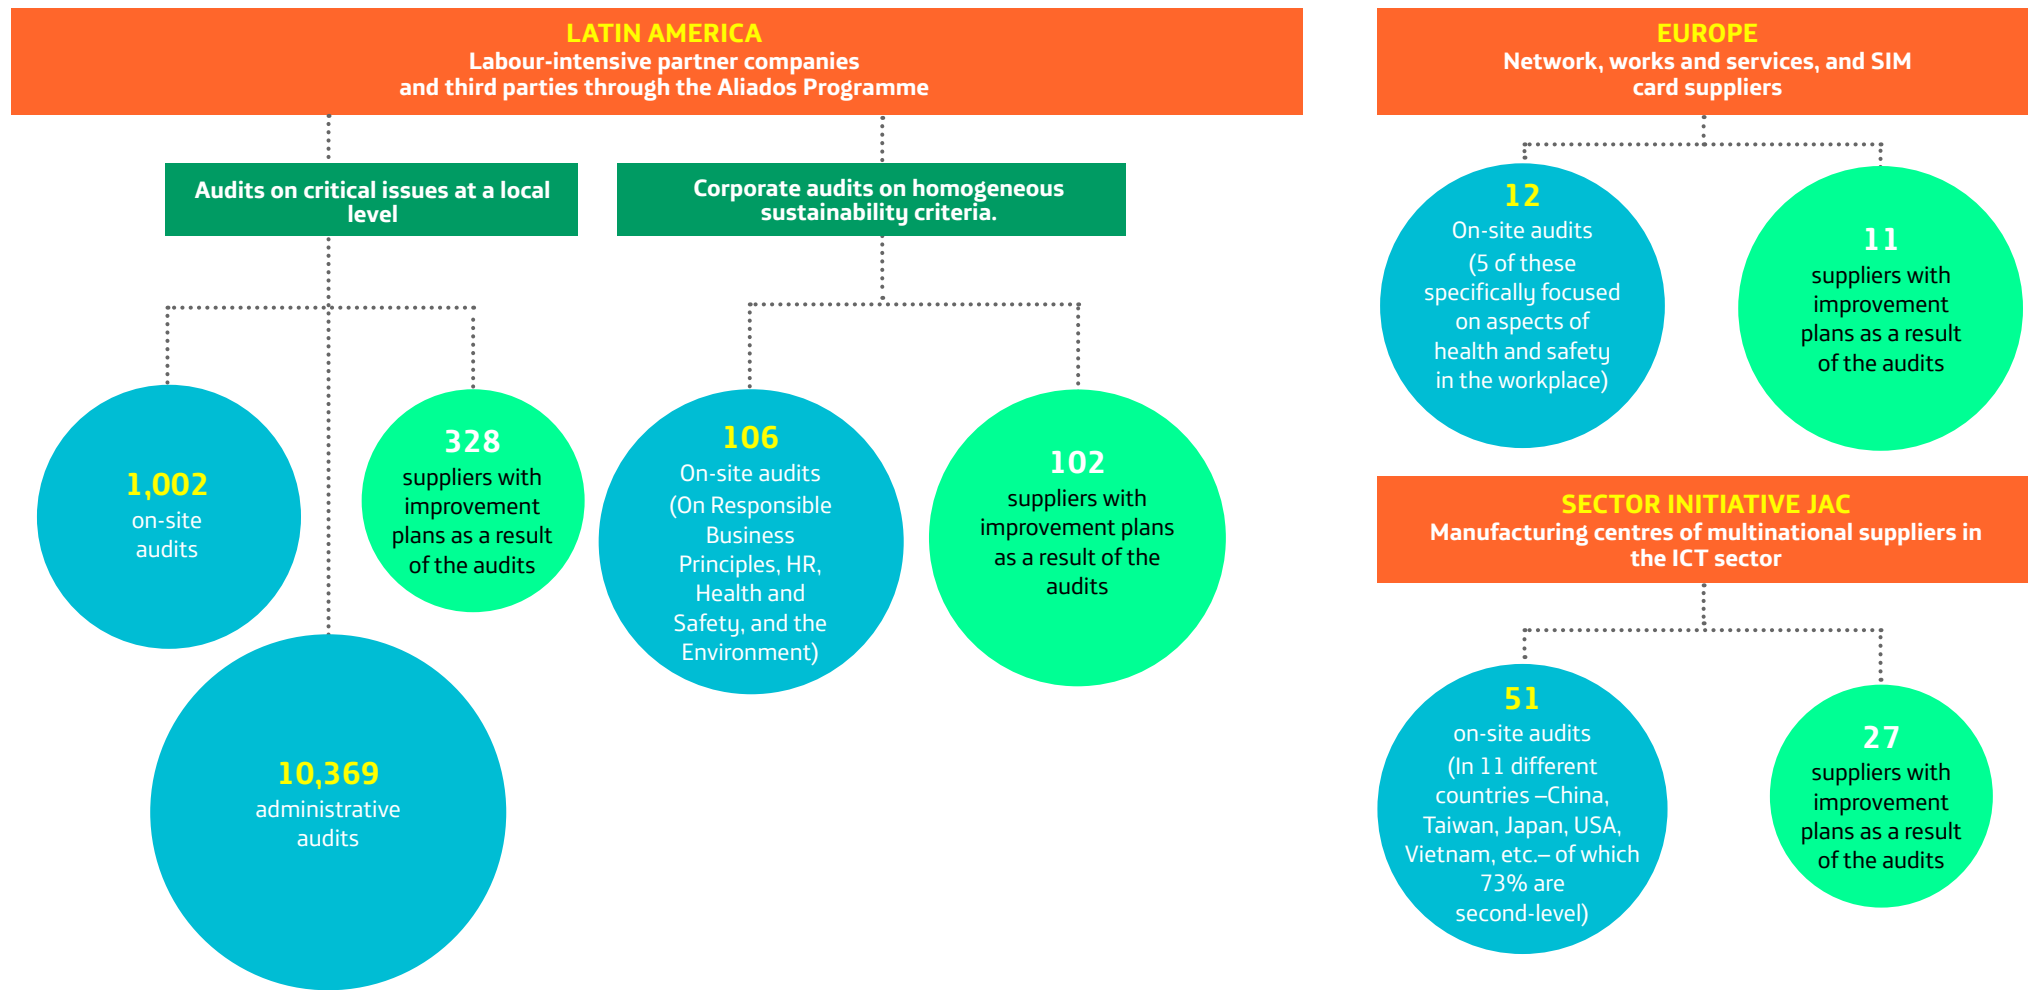 LATIN AMERICA
Labour-intensive partner companies
and third parties through the Aliados Programme
Audits on critical issues at a local
level
1,002
on-site
audits
328
suppliers with
improvement
plans as a result
of the audits
10,369
administrative
audits
Corporate audits on homogeneous
sustainability criteria.
106
On-site audits
(On Responsible
Business
Principles, HR,
Health and
Safety, and the
Environment)
102
suppliers with
improvement plans
as a result of the
audits
EUROPE
Network, works and services, and SIM
card suppliers
12
On-site audits
(5 of these
specifically focused
on aspects of
health and safety
in the workplace)
11
suppliers with
improvement
plans as a result
of the audits
SECTOR INITIATIVE JAC
Manufacturing centres of multinational suppliers in
the ICT sector
51
on-site audits
(In 11 different
countries –China,
Taiwan, Japan, USA,
Vietnam, etc.– of which
73% are
second-level)
27
suppliers with
improvement
plans as a result
of the audits